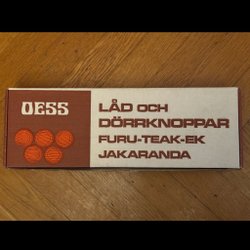 OESS
LÅD OCH
DÖRRKNOPPAR
FURU-TEAK-EK
JAKARANDA